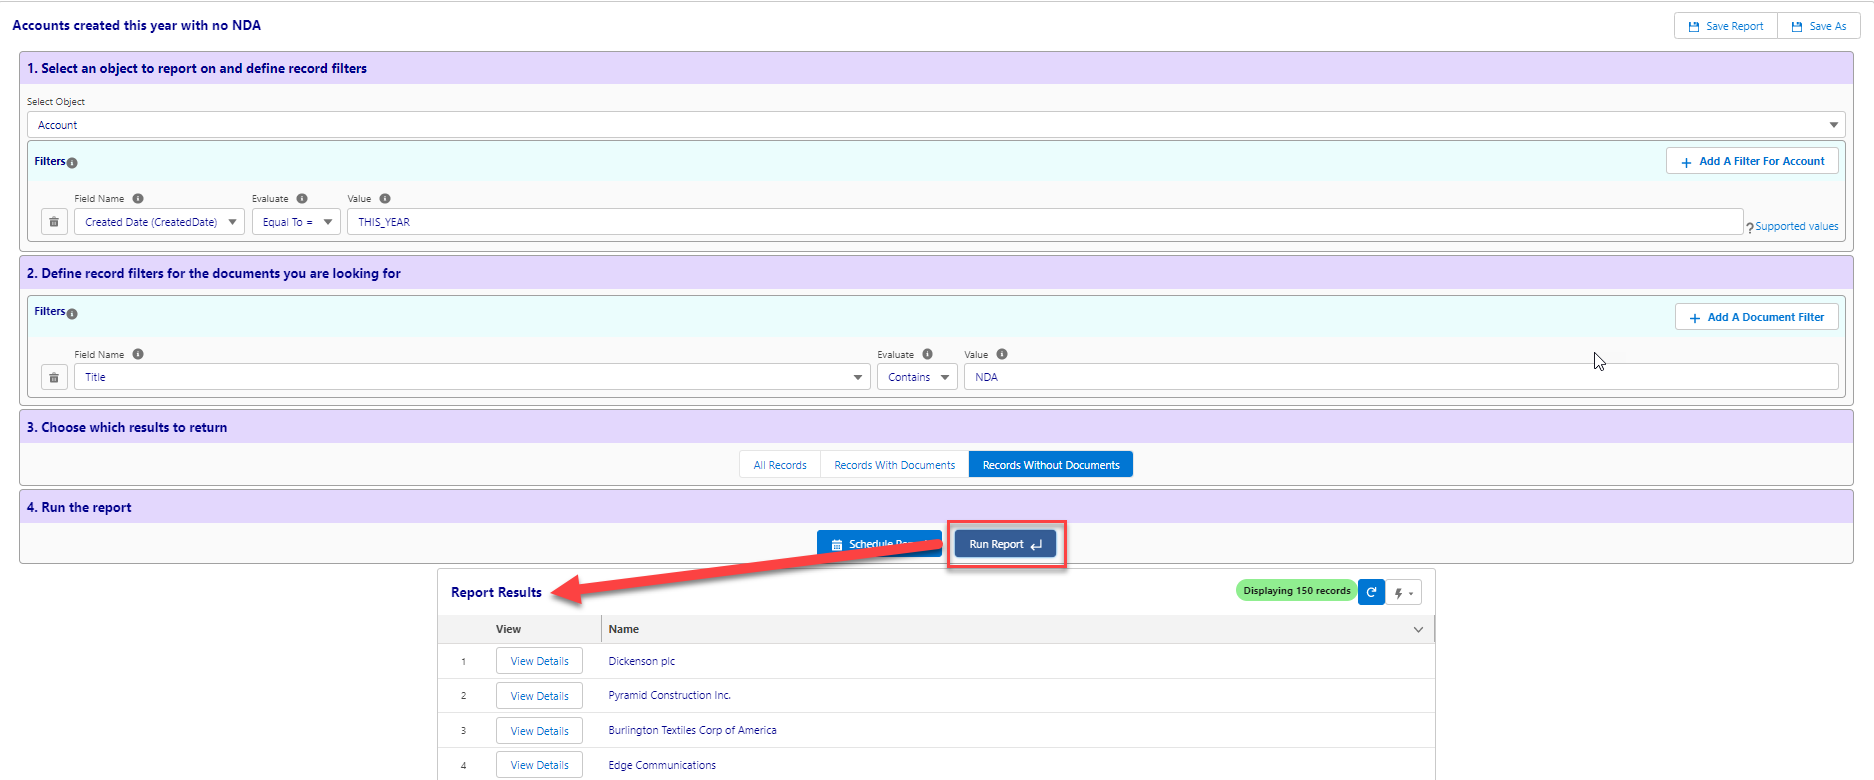 Accounts created this year with no NDA
Save Report
Save As
1. Select an object to report on and define record filters
Select Object
Account
Filters
Add A Filter For Account
Field Name
Evaluate
Value
Created Date (CreatedDate)
Equal To =
THIS_YEAR
? Supported values
2. Define record filters for the documents you are looking for
Filters
Add A Document Filter
Field Name
Evaluate
Value
Title
Contains
NDA
3. Choose which results to return
All Records
Records With Documents
Records Without Documents
4. Run the report
Schedule
Run Report
Report Results
Displaying 150 records
View
Name
1 View Details Dickenson plc
2 View Details Pyramid Construction Inc.
3 View Details Burlington Textiles Corp of America
4 View Details Edge Communications